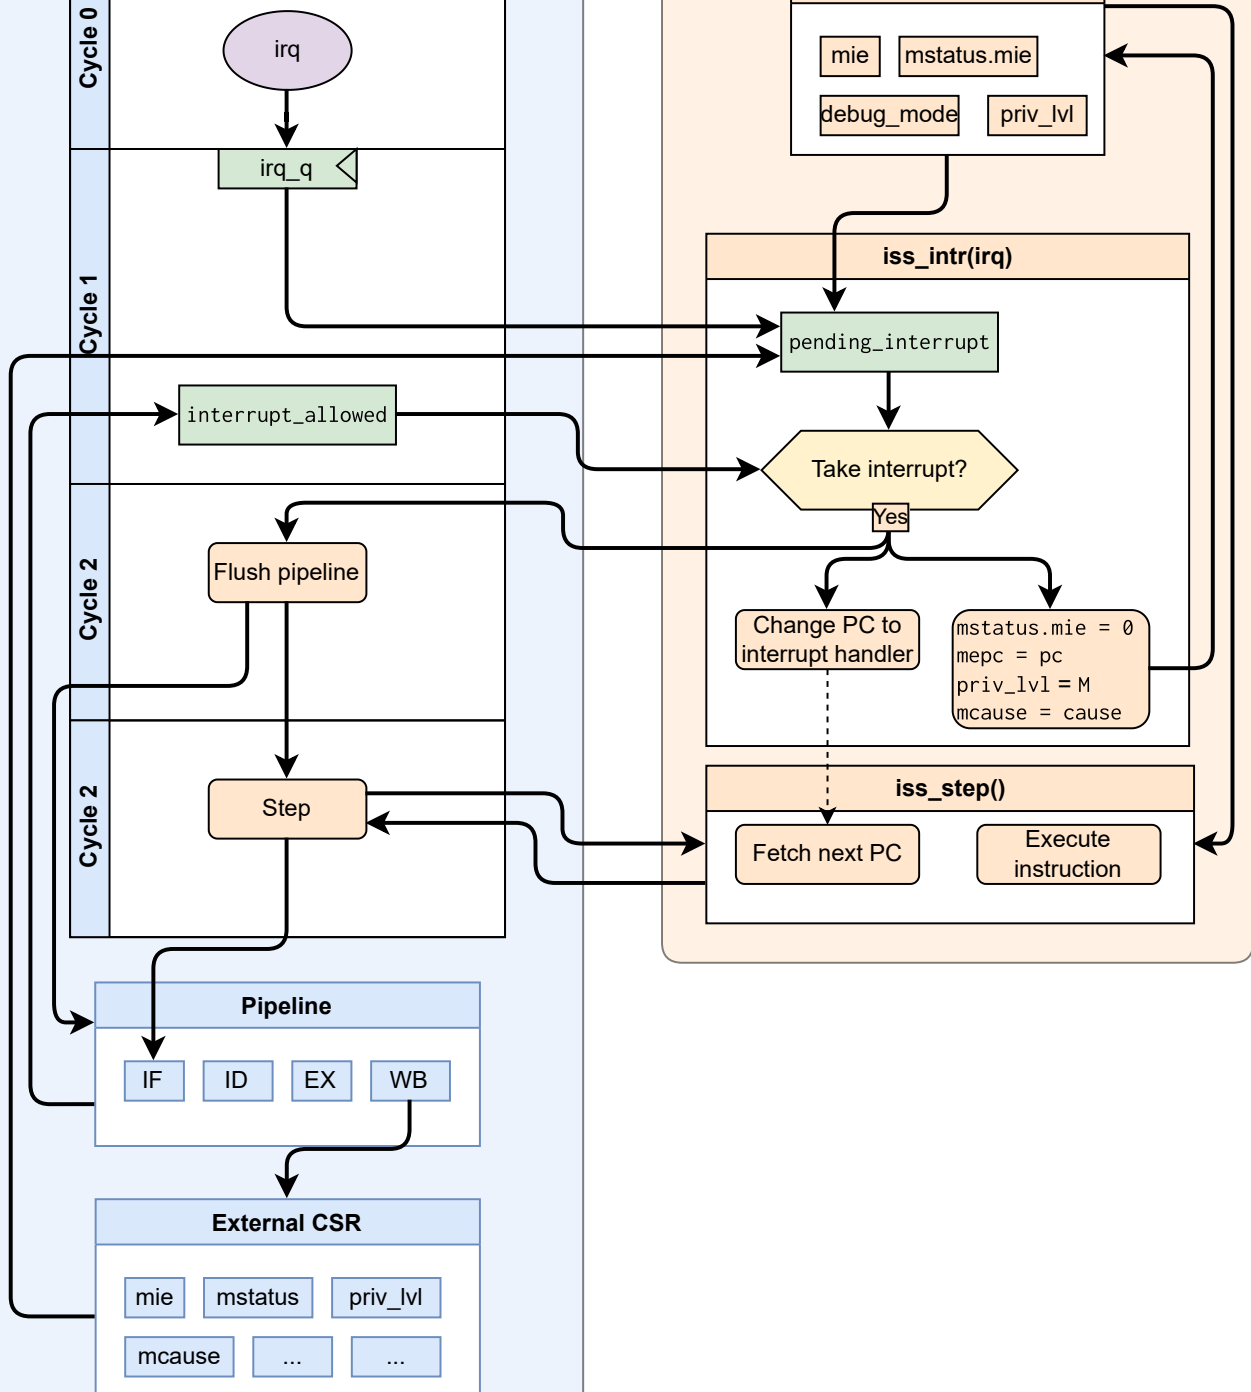 Cycle 0
irq
irq_q
Cycle 1
interrupt_allowed
Cycle 2
Flush pipeline
Cycle 2
Step
Pipeline
IF
ID
EX
WB
External CSR
mie
mstatus
priv_lvl
mcause
...
...
mie
mstatus.mie
debug_mode
priv_lvl
iss_intr(irq)
pending_interrupt
Take interrupt?
Yes
Change PC to
interrupt handler
mstatus.mie = 0
mepc = pc
priv_lvl = M
mcause = cause
iss_step()
Fetch next PC
Execute
instruction